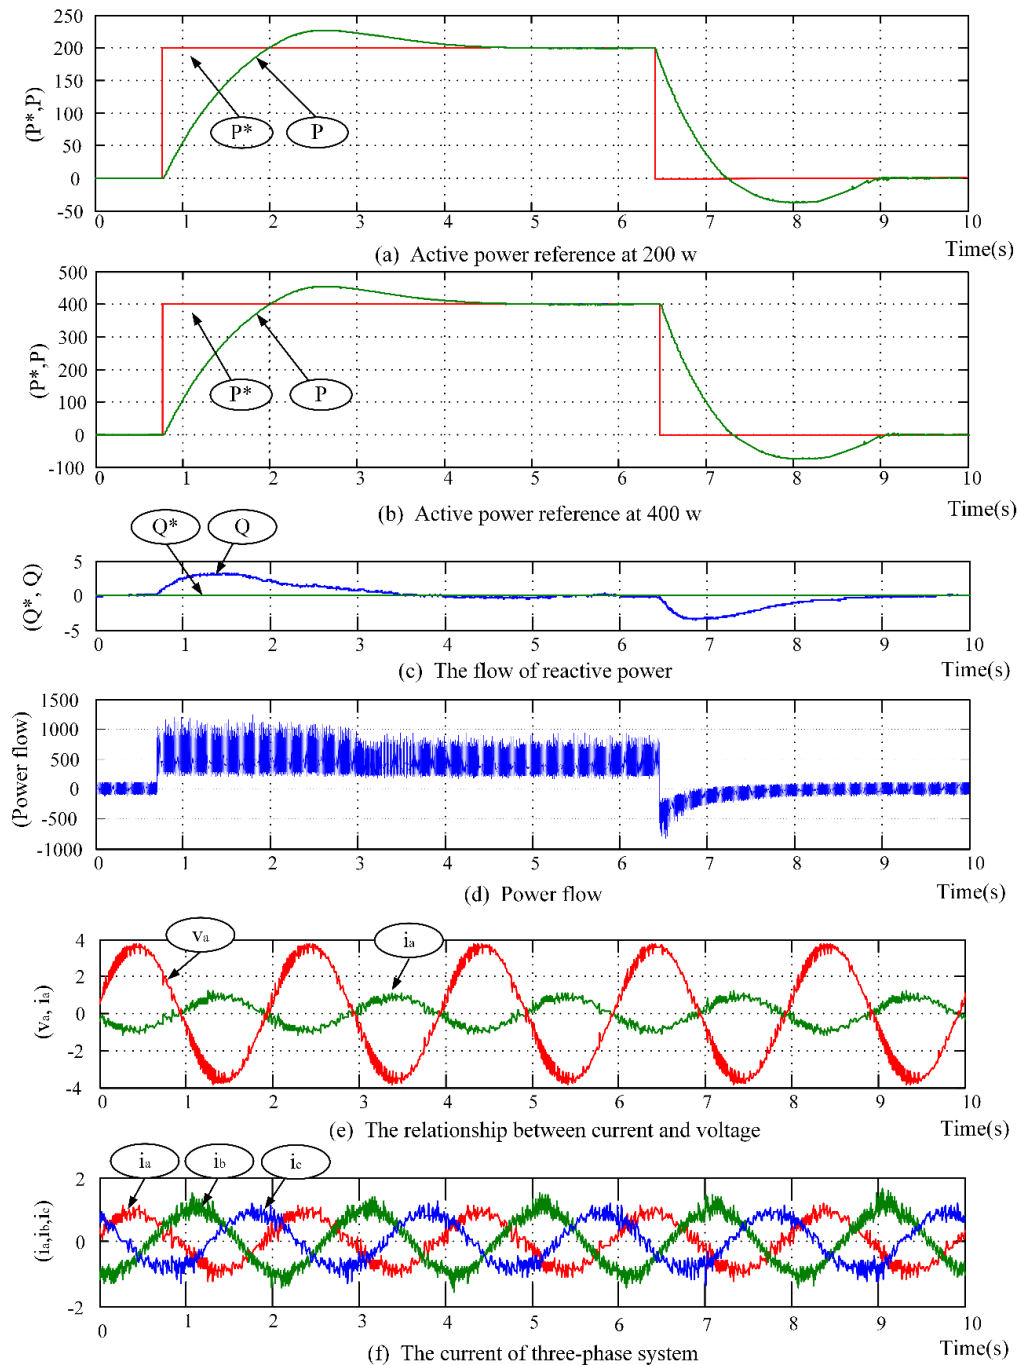 250
200
150
100
50
0
-50
(P*,P)
P*
P
0 1 2 3 4 5 6 7 8 9 10
Time(s)
(a) Active power reference at 200 w
500
400
300
200
100
0
-100
(P*,P)
P*
P
0 1 2 3 4 5 6 7 8 9 10
Time(s)
(b) Active power reference at 400 w
Q*
Q
5
0
-5
(Q*, Q)
0 1 2 3 4 5 6 7 8 9 10
(c) The flow of reactive power
Time(s)
1500
1000
500
0
-500
-1000
(Power flow)
0 1 2 3 4 5 6 7 8 9 10
(d) Power flow
Time(s)
va
ia
4
2
0
-2
-4
(va, ia)
0 1 2 3 4 5 6 7 8 9 10
(e) The relationship between current and voltage
Time(s)
ia
ib
ic
2
0
-2
(ia,ib,ic)
0 1 2 3 4 5 6 7 8 9 10
(f) The current of three-phase system
Time(s)